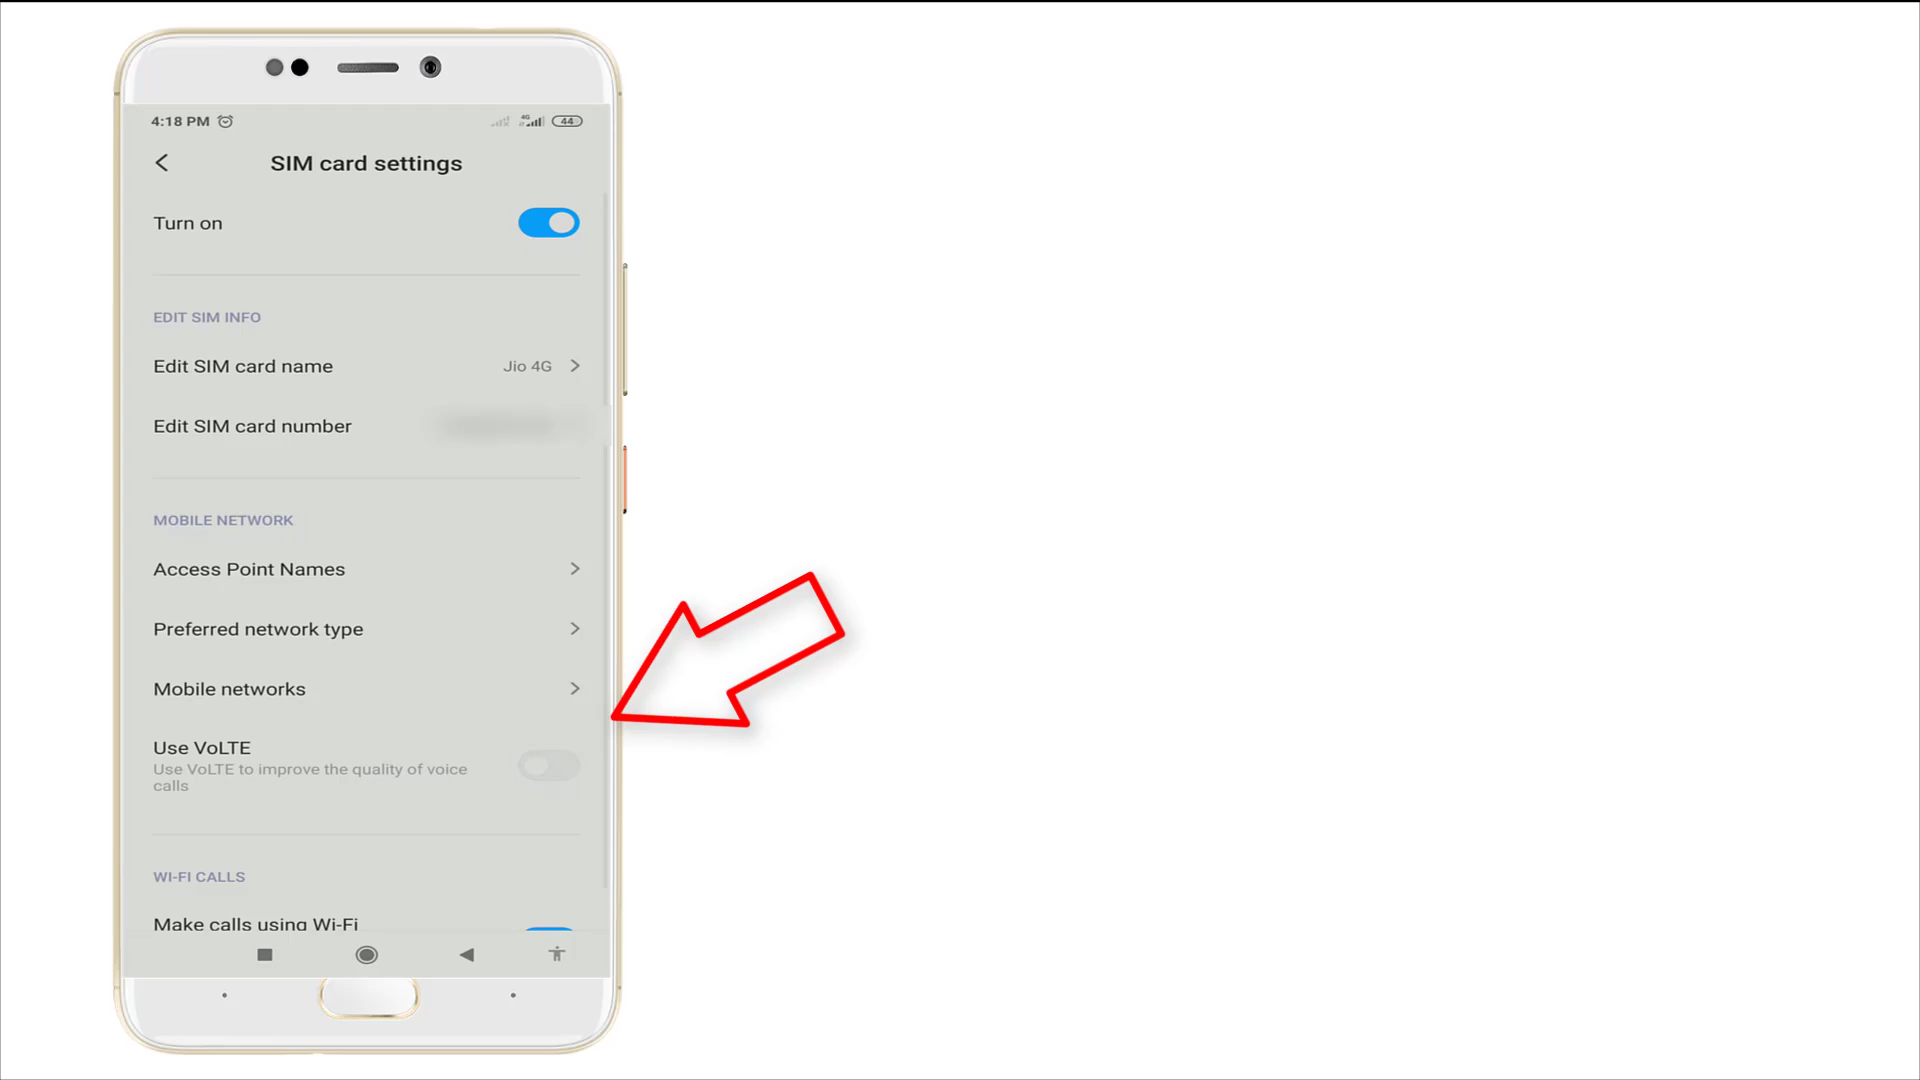 4:18 PM 4G 44
SIM card settings
Turn on
EDIT SIM INFO
Edit SIM card name Jio 4G
Edit SIM card number
MOBILE NETWORK
Access Point Names
Preferred network type
Mobile networks
Use VoLTE
Use VoLTE to improve the quality of voice
calls
WI-FI CALLS
Make calls using Wi-Fi